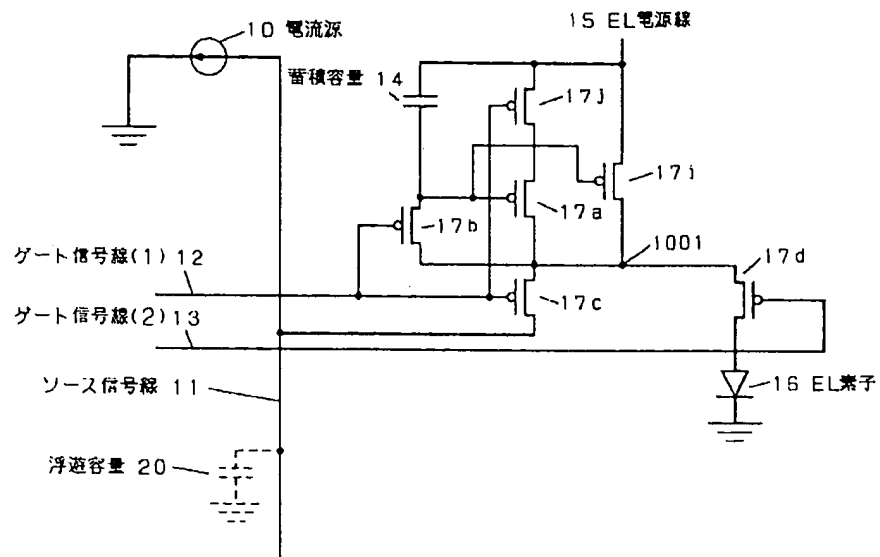 10 電流源
15 EL電源線
蓄積容量 14
17j
17i
17a
17b
1001
17d
ゲート信号線(1) 12
17c
ゲート信号線(2) 13
ソース信号線 11
16 EL素子
浮遊容量 20